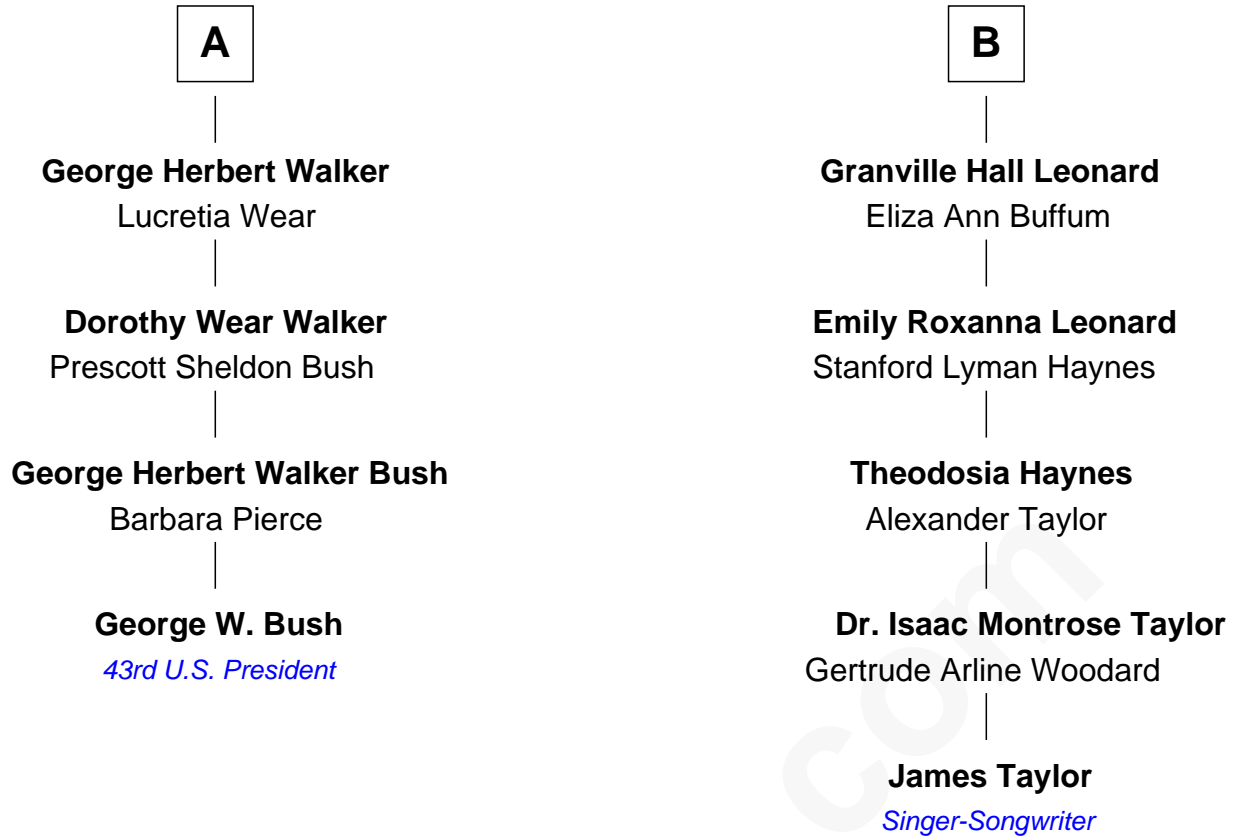 A
George Herbert Walker
Lucretia Wear
Dorothy Wear Walker
Prescott Sheldon Bush
George Herbert Walker Bush
Barbara Pierce
George W. Bush
43rd U.S. President
B
Granville Hall Leonard
Eliza Ann Buffum
Emily Roxanna Leonard
Stanford Lyman Haynes
Theodosia Haynes
Alexander Taylor
Dr. Isaac Montrose Taylor
Gertrude Arline Woodard
James Taylor
Singer-Songwriter
com